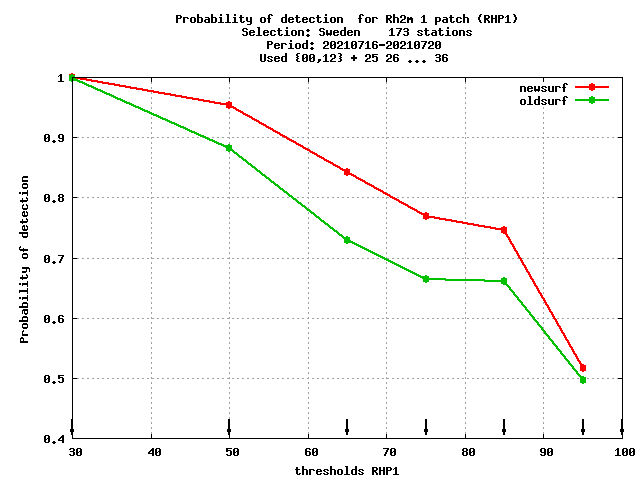 Probability of detection  for Rh2m 1 patch (RHP1)
Selection: Sweden    173 stations
Period: 20210716-20210720
Used {00,12} + 25 26 ... 36
newsurf
oldsurf
Probability of detection
1
0.9
0.8
0.7
0.6
0.5
0.4
30 40 50 60 70 80 90 100
thresholds RHP1